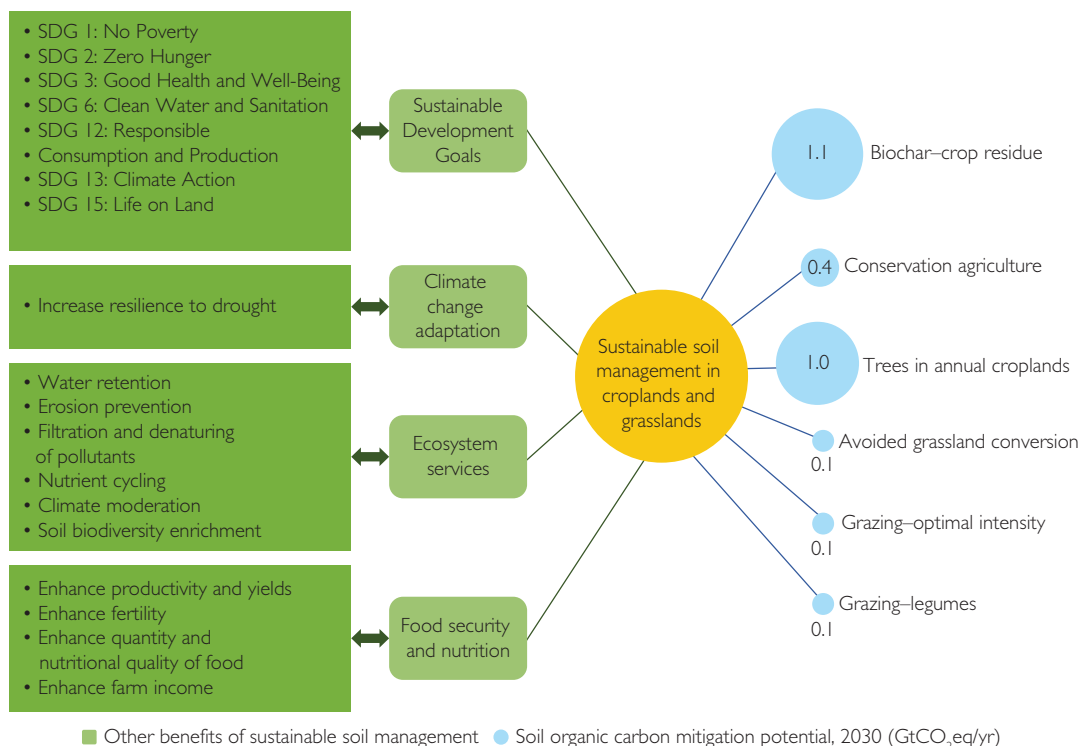 • SDG 1: No Poverty
• SDG 2: Zero Hunger
• SDG 3: Good Health and Well-Being
• SDG 6: Clean Water and Sanitation
• SDG 12: Responsible
• Consumption and Production
• SDG 13: Climate Action
• SDG 15: Life on Land
Sustainable
Development
Goals
• Increase resilience to drought
Climate
change
adaptation
• Water retention
• Erosion prevention
• Filtration and denaturing
of pollutants
• Nutrient cycling
• Climate moderation
• Soil biodiversity enrichment
Ecosystem
services
• Enhance productivity and yields
• Enhance fertility
• Enhance quantity and
nutritional quality of food
• Enhance farm income
Food security
and nutrition
Sustainable soil
management in
croplands and
grasslands
1.1
Biochar–crop residue
0.4
Conservation agriculture
1.0
Trees in annual croplands
Avoided grassland conversion
0.1
Grazing–optimal intensity
0.1
Grazing–legumes
0.1
Other benefits of sustainable soil management
Soil organic carbon mitigation potential, 2030 (GtCO₂eq/yr)